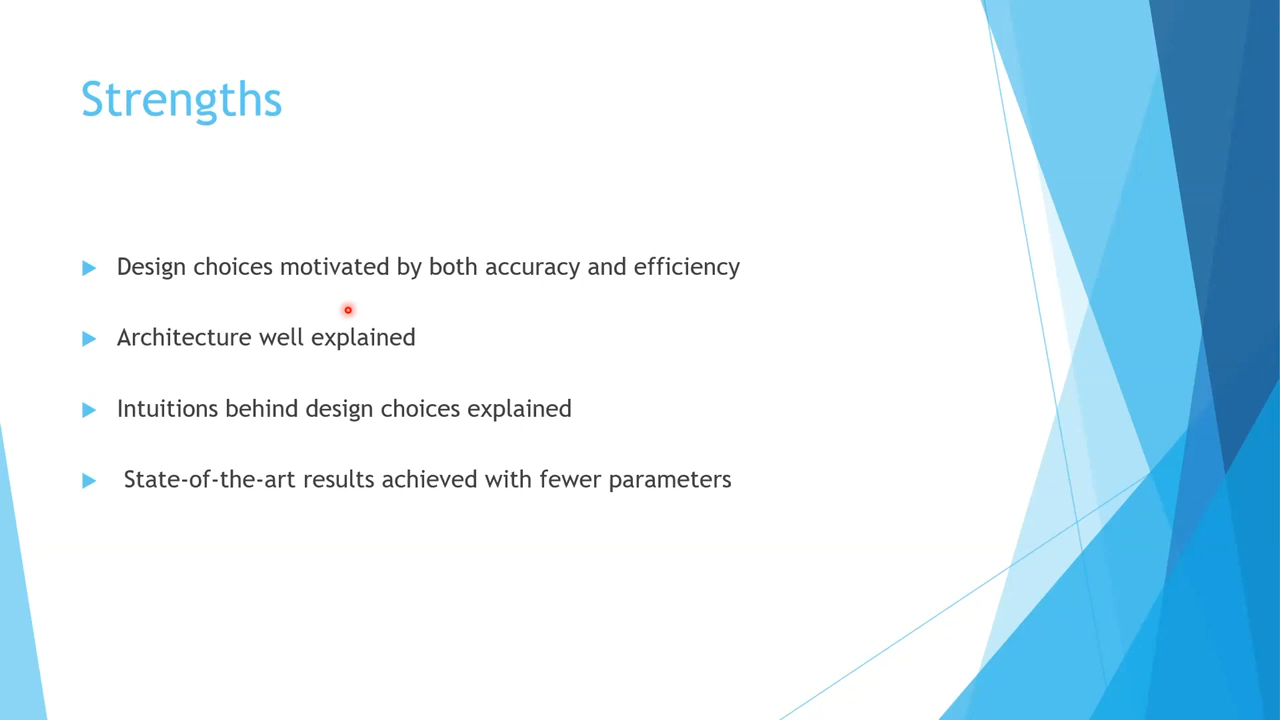 Strengths
Design choices motivated by both accuracy and efficiency
Architecture well explained
Intuitions behind design choices explained
State-of-the-art results achieved with fewer parameters